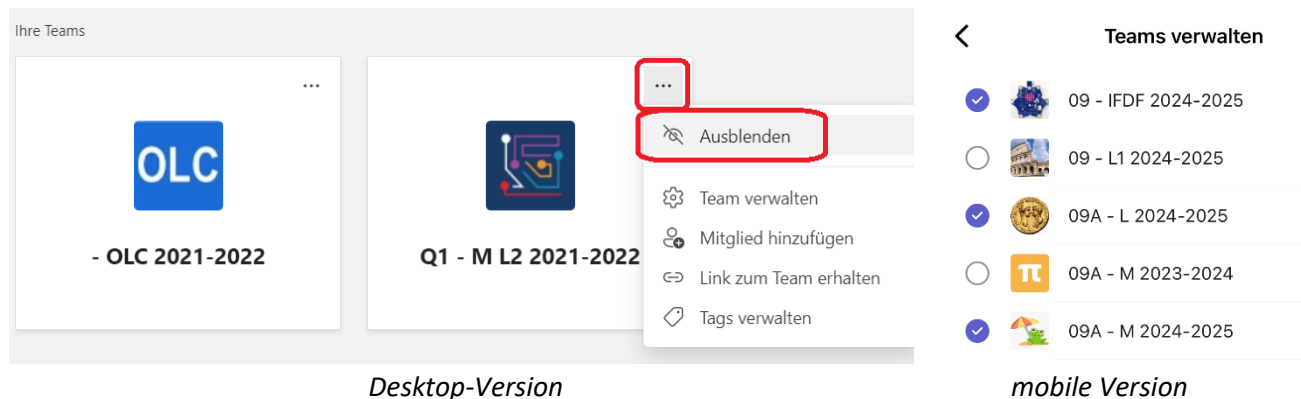 Ihre Teams
OLC
- OLC 2021-2022
Q1 - M L2 2021-2022
Ausblenden
Team verwalten
Mitglied hinzufügen
Link zum Team erhalten
Tags verwalten
Desktop-Version
Teams verwalten
09 - IFDF 2024-2025
09 - L1 2024-2025
09A - L 2024-2025
π
09A - M 2023-2024
09A - M 2024-2025
mobile Version